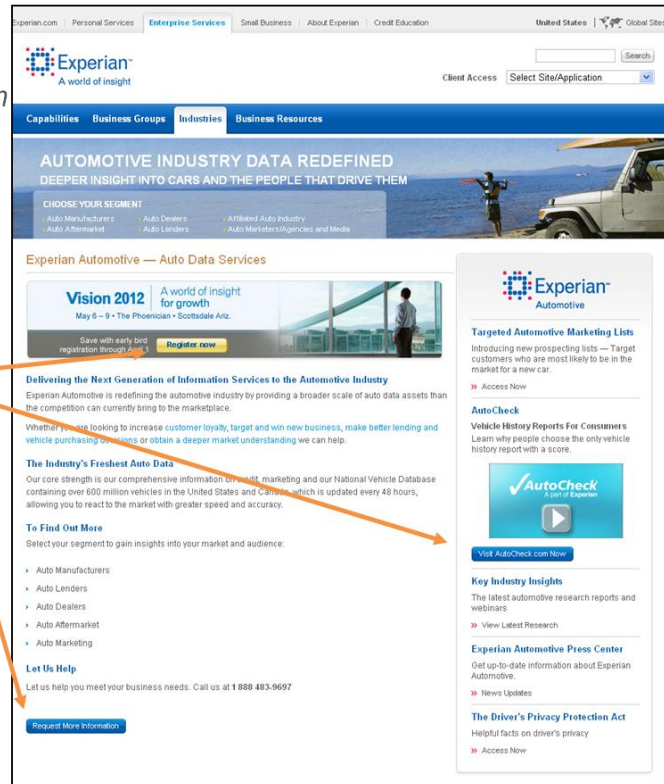 n
Experian.com Personal Services Enterprise Services Small Business About Experian Credit Education United States Global Sites
Experian
A world of insight
Search
Client Access Select Site/Application
Capabilities Business Groups Industries Business Resources
AUTOMOTIVE INDUSTRY DATA REDEFINED
DEEPER INSIGHT INTO CARS AND THE PEOPLE THAT DRIVE THEM
CHOOSE YOUR SEGMENT
› Auto Manufacturers › Auto Dealers › Affiliated Auto Industry
› Auto Aftermarket › Auto Lenders › Auto Marketers/Agencies and Media
Experian Automotive — Auto Data Services
Vision 2012
May 6 – 9 • The Phoenician • Scottsdale Ariz.
A world of insight
for growth
Save with early bird
registration through April 1
Register now
Delivering the Next Generation of Information Services to the Automotive Industry
Experian Automotive is redefining the automotive industry by providing a broader scale of auto data assets than
the competition can currently bring to the marketplace.
Whether you are looking to increase customer loyalty, target and win new business, make better lending and
vehicle purchasing decisions or obtain a deeper market understanding we can help.
The Industry's Freshest Auto Data
Our core strength is our comprehensive information on credit, marketing and our National Vehicle Database
containing over 600 million vehicles in the United States and Canada, which is updated every 48 hours,
allowing you to react to the market with greater speed and accuracy.
To Find Out More
Select your segment to gain insights into your market and audience:
› Auto Manufacturers
› Auto Lenders
› Auto Dealers
› Auto Aftermarket
› Auto Marketing
Let Us Help
Let us help you meet your business needs. Call us at 1 888 483-9697
Request More Information
Experian
Automotive
Targeted Automotive Marketing Lists
Introducing new prospecting lists — Target
customers who are most likely to be in the
market for a new car.
» Access Now
AutoCheck
Vehicle History Reports For Consumers
Learn why people choose the only vehicle
history report with a score.
AutoCheck
A part of Experian
Visit AutoCheck.com Now
Key Industry Insights
The latest automotive research reports and
webinars
» View Latest Research
Experian Automotive Press Center
Get up-to-date information about Experian
Automotive.
» News Updates
The Driver's Privacy Protection Act
Helpful facts on driver's privacy
» Access Now